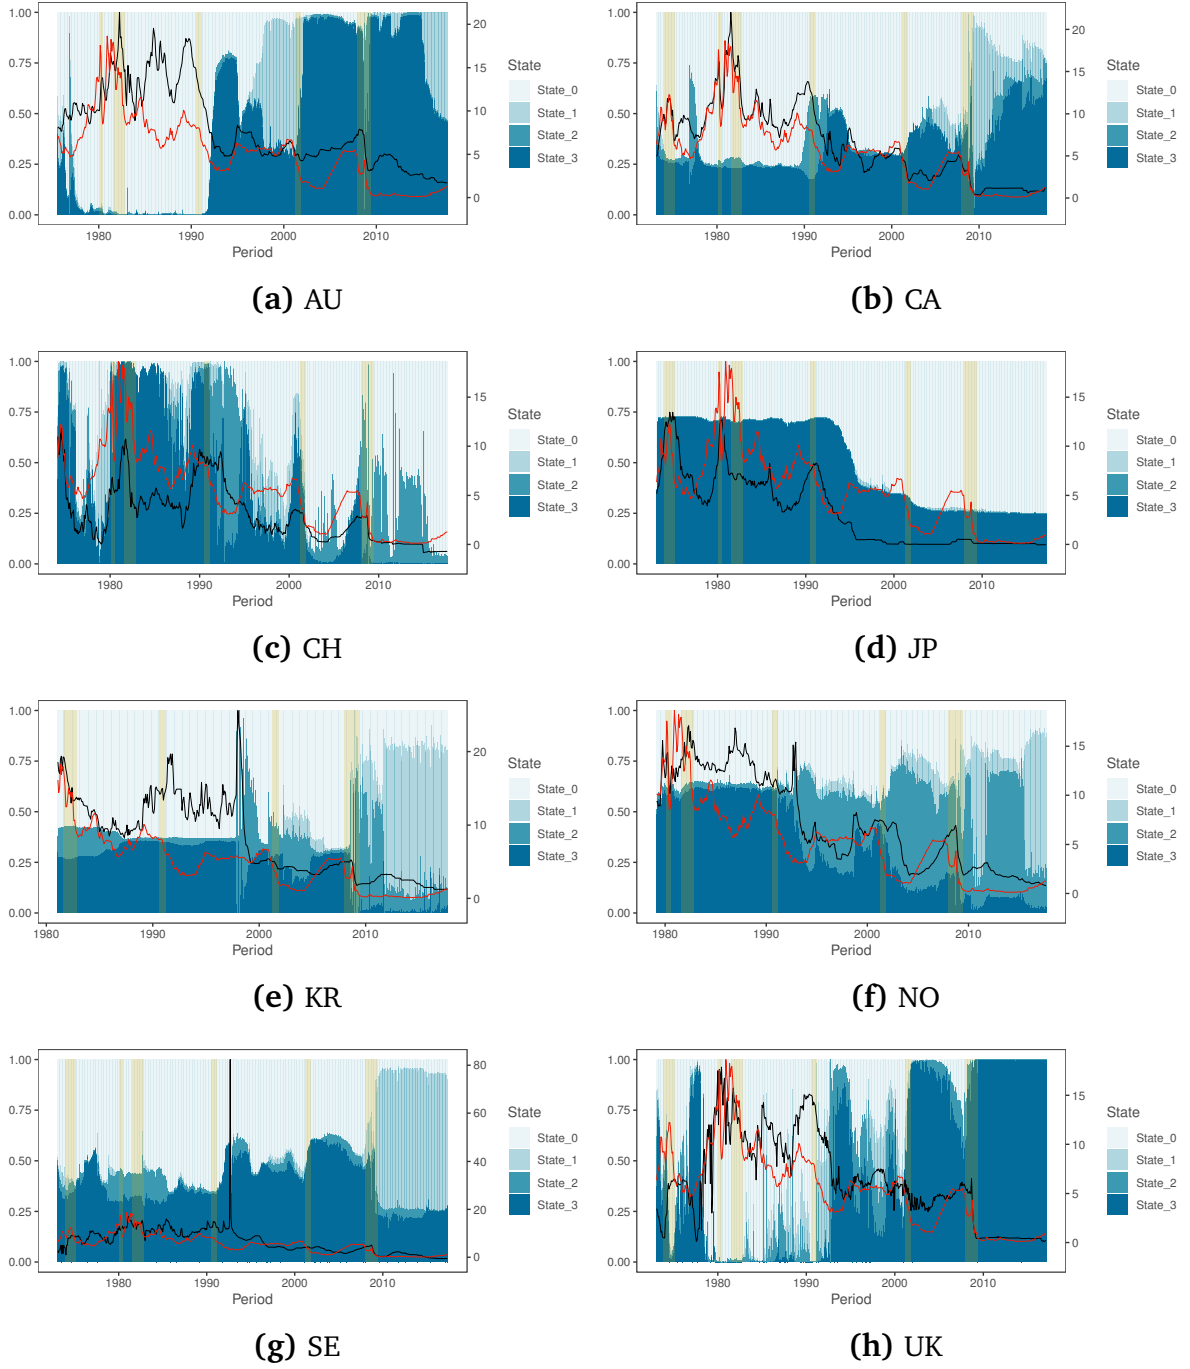 1.00
0.75
0.50
0.25
0.00
20
15
10
5
0
1980
1990
2000
2010
Period
State
State_0
State_1
State_2
State_3
(a) AU
1.00
0.75
0.50
0.25
0.00
20
15
10
5
0
1980
1990
2000
2010
Period
State
State_0
State_1
State_2
State_3
(b) CA
1.00
0.75
0.50
0.25
0.00
15
10
5
0
1980
1990
2000
2010
Period
State
State_0
State_1
State_2
State_3
(c) CH
1.00
0.75
0.50
0.25
0.00
15
10
5
0
1980
1990
2000
2010
Period
State
State_0
State_1
State_2
State_3
(d) JP
1.00
0.75
0.50
0.25
0.00
20
10
0
1980
1990
2000
2010
Period
State
State_0
State_1
State_2
State_3
(e) KR
1.00
0.75
0.50
0.25
0.00
15
10
5
0
1980
1990
2000
2010
Period
State
State_0
State_1
State_2
State_3
(f) NO
1.00
0.75
0.50
0.25
0.00
80
60
40
20
0
1980
1990
2000
2010
Period
State
State_0
State_1
State_2
State_3
(g) SE
1.00
0.75
0.50
0.25
0.00
15
10
5
0
1980
1990
2000
2010
Period
State
State_0
State_1
State_2
State_3
(h) UK